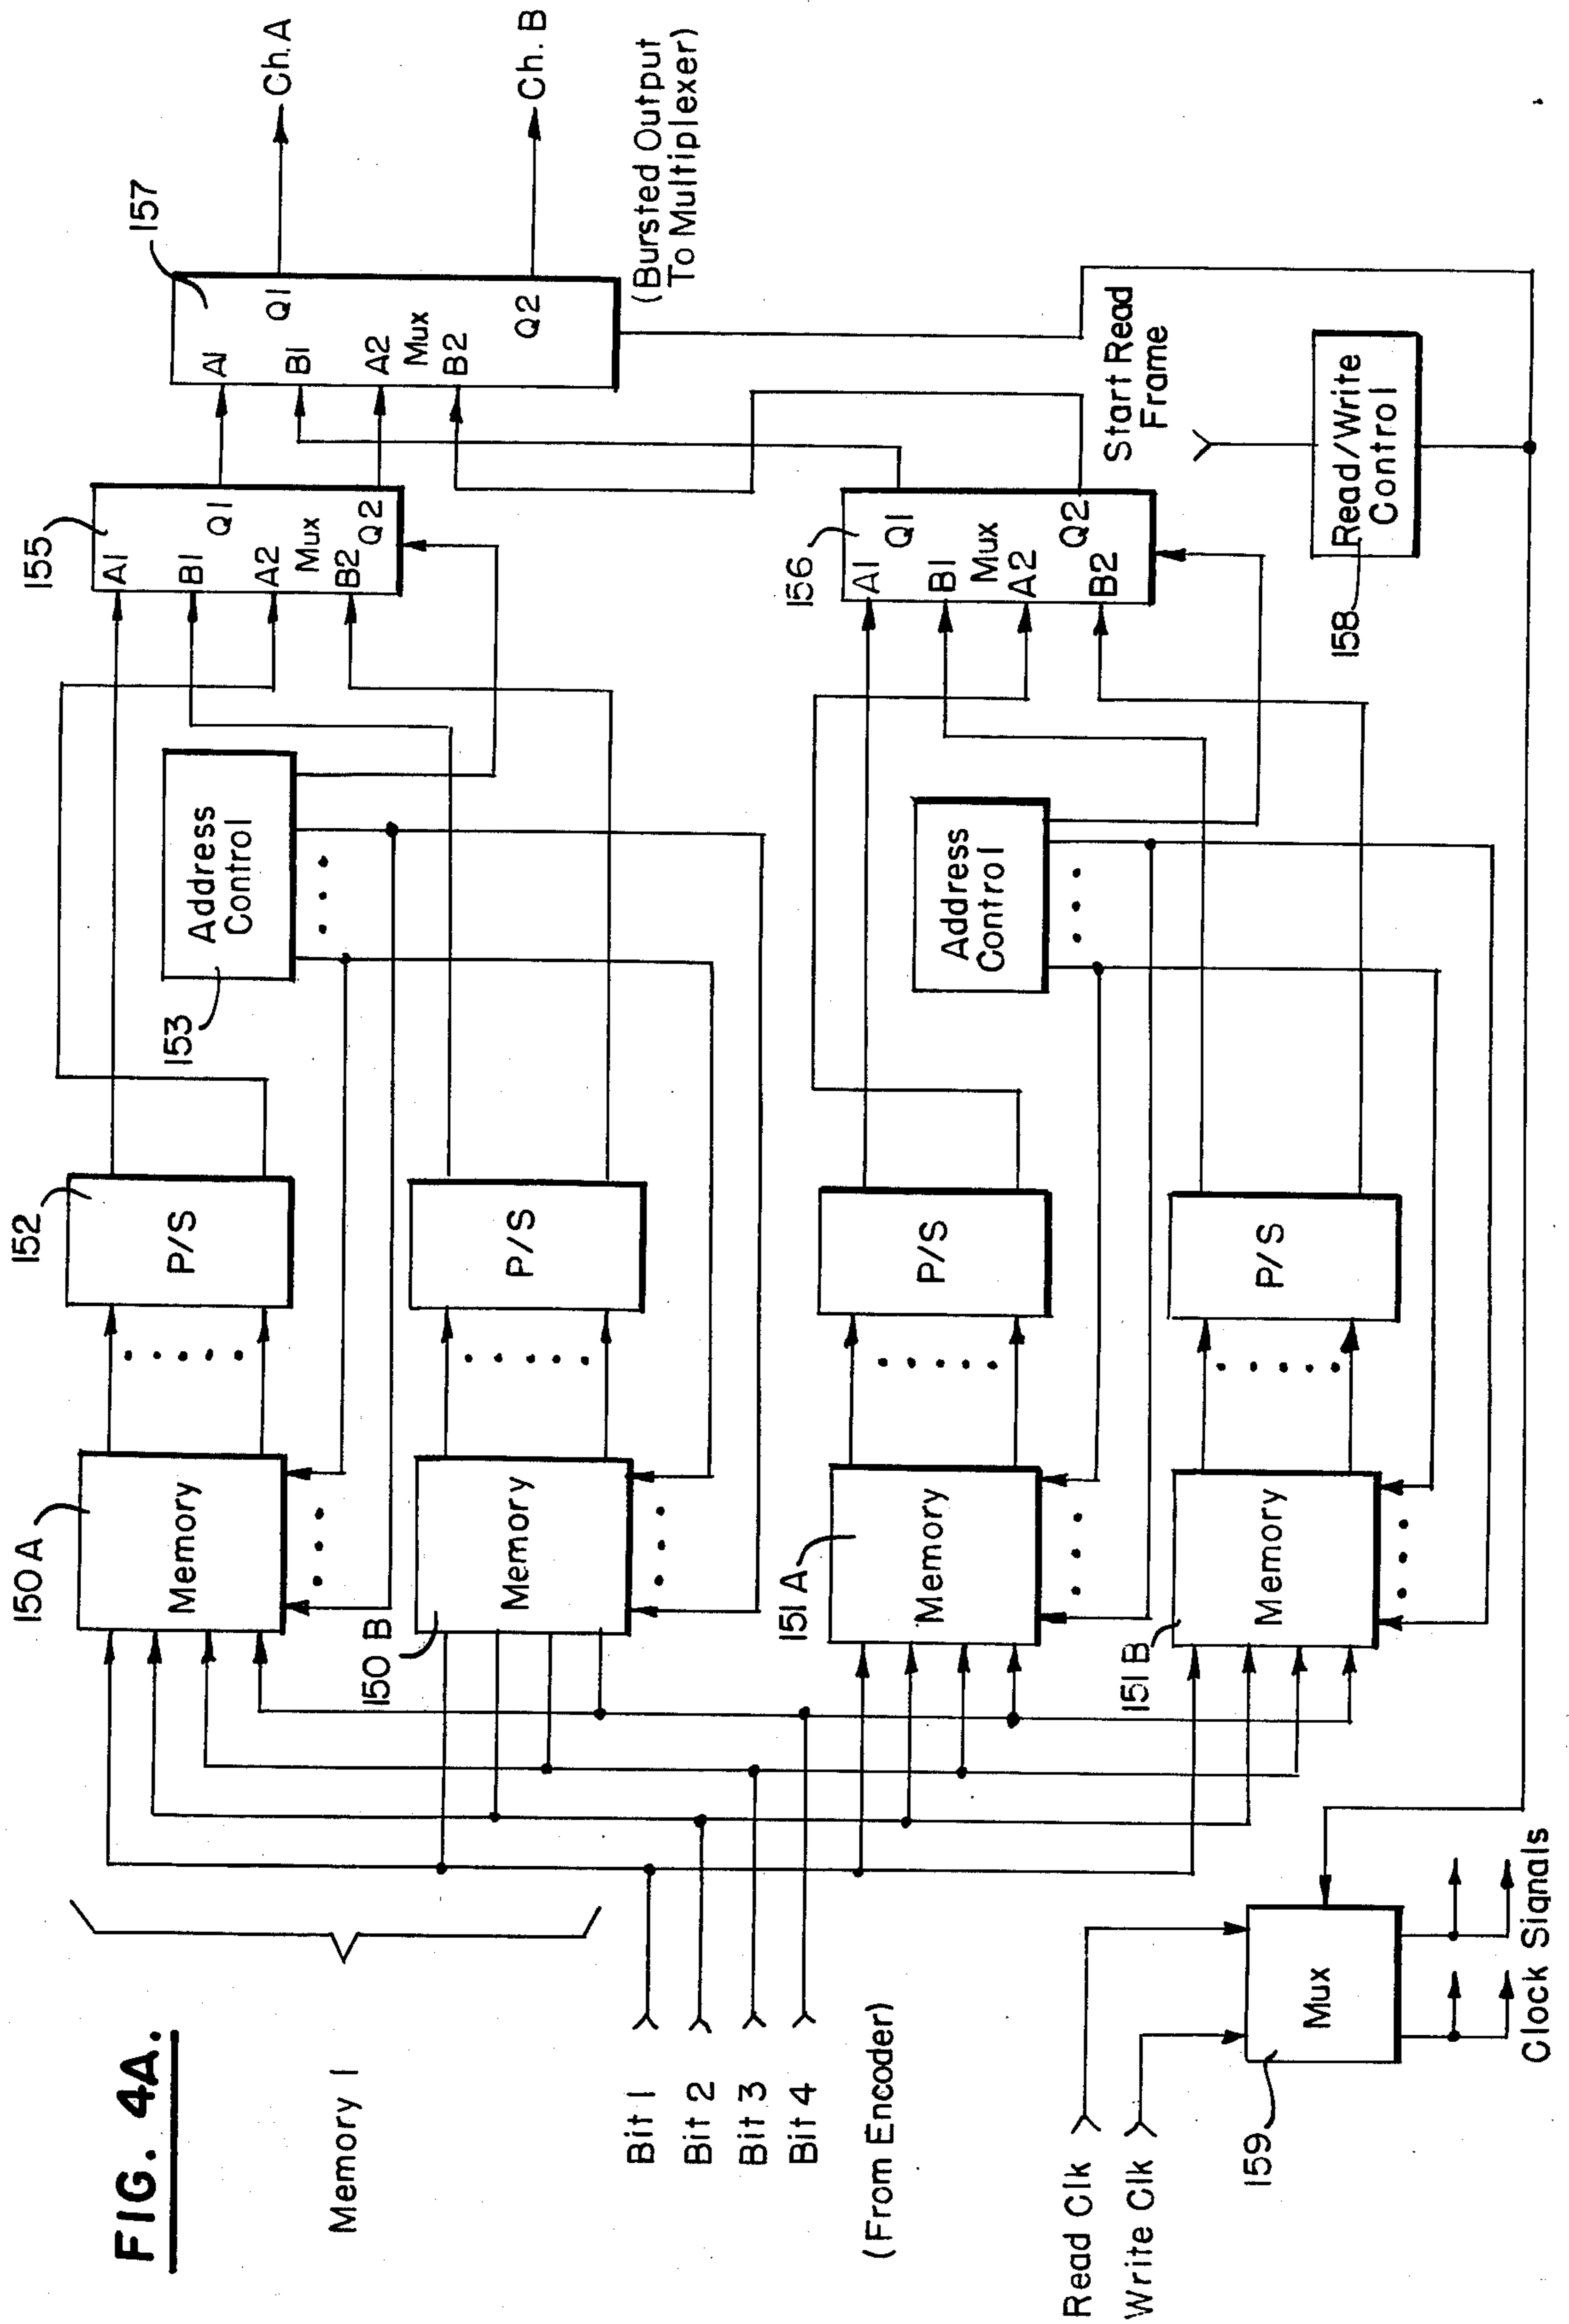 FIG. 4A.
Memory 1
150 A
Memory
152
P/S
153
Address
Control
155
A1
B1
Q1
A2
Mux
B2
Q2
157
A1
Q1
B1
A2
Mux
B2
Q2
Ch. A
Ch. B
(Bursted Output
To Multiplexer)
150 B
Memory
P/S
Bit 1
Bit 2
Bit 3
Bit 4
(From Encoder)
151 A
Memory
P/S
Address
Control
156
A1
Q1
B1
Mux
A2
Q2
B2
151 B
Memory
P/S
Start Read
Frame
158
Read/Write
Control
Read Clk
Write Clk
159
Mux
Clock Signals